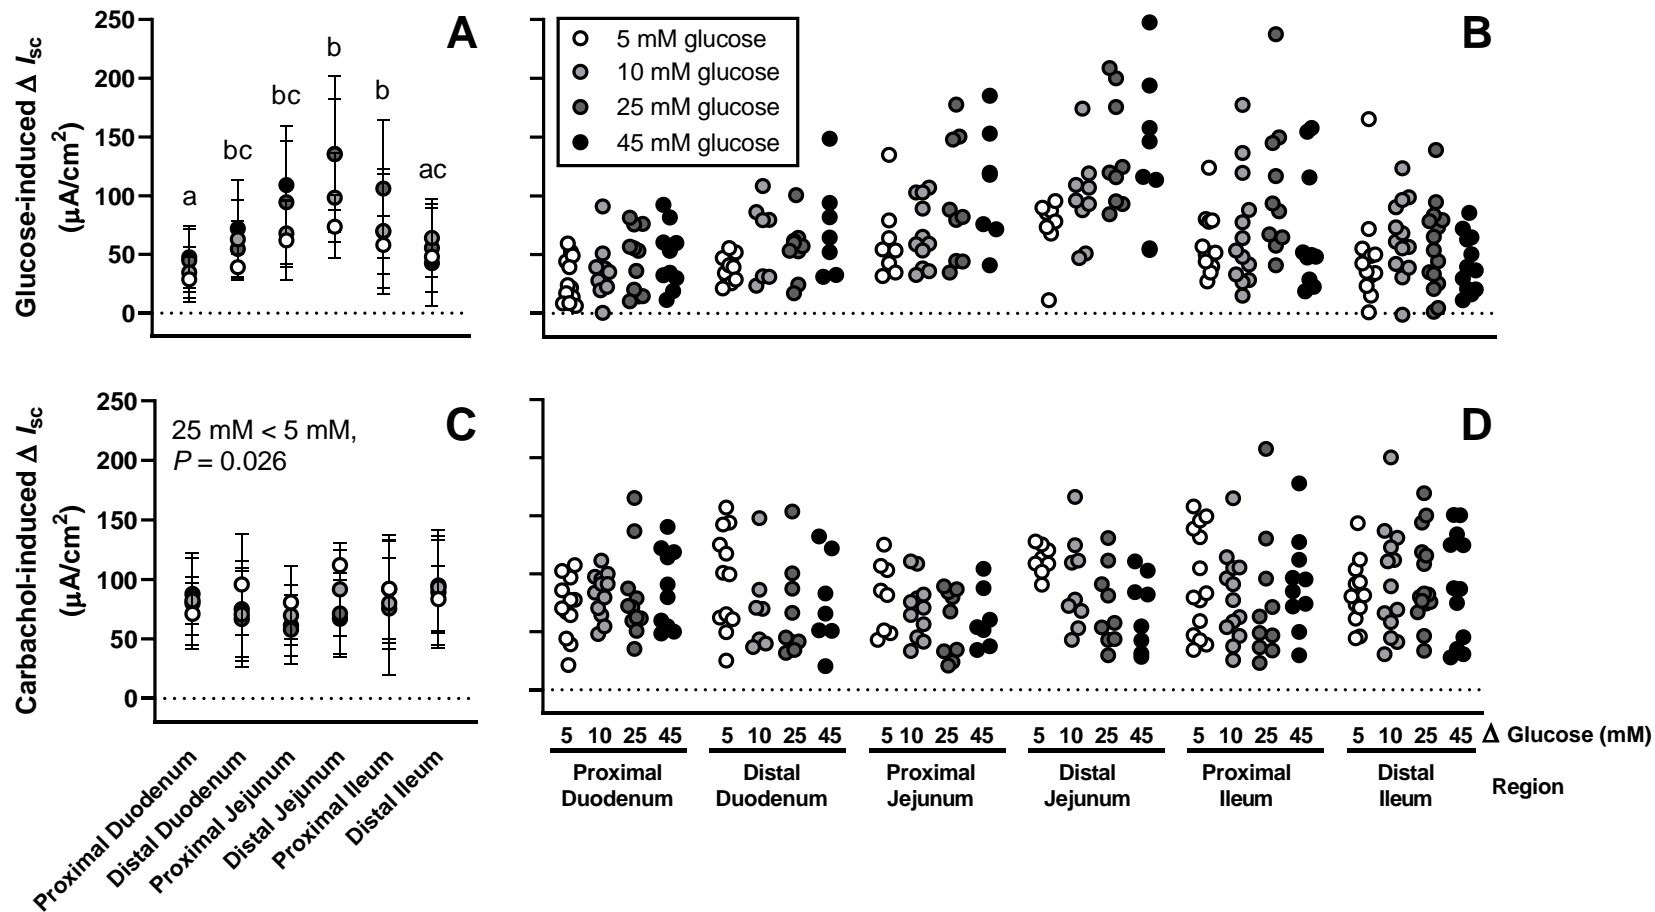 Glucose-induced Δ Isc
(μA/cm2)
250
200
150
100
50
0
A
a
bc
bc
b
b
ac
B
5 mM glucose
10 mM glucose
25 mM glucose
45 mM glucose
Carbachol-induced Δ Isc
(μA/cm2)
250
200
150
100
50
0
C
25 mM < 5 mM,
P = 0.026
Proximal Duodenum
Distal Duodenum
Proximal Jejunum
Distal Jejunum
Proximal Ileum
Distal Ileum
D
5 10 25 45 5 10 25 45 5 10 25 45 5 10 25 45 5 10 25 45 5 10 25 45 Δ Glucose (mM)
Proximal Distal Proximal Distal Proximal Distal
Duodenum Duodenum Jejunum Jejunum Ileum Ileum
Region